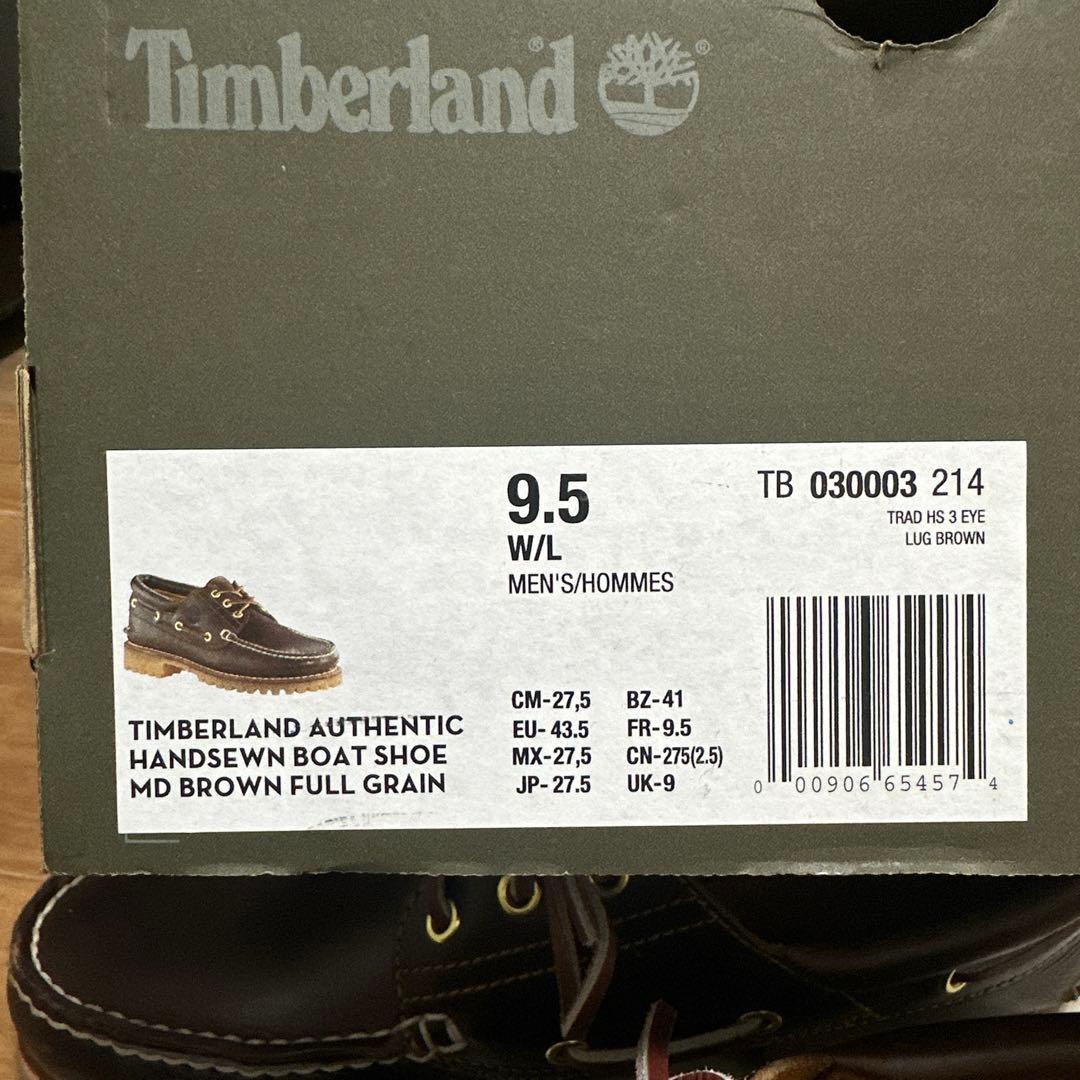 Timberland® ®
9.5
W/L
MEN'S/HOMMES
TB 030003 214
TRAD HS 3 EYE
LUG BROWN
TIMBERLAND AUTHENTIC
HANDSEWN BOAT SHOE
MD BROWN FULL GRAIN
CM-27,5 BZ-41
EU- 43.5 FR-9.5
MX-27,5 CN-275(2.5)
JP- 27.5 UK-9
0 00906 65457 4